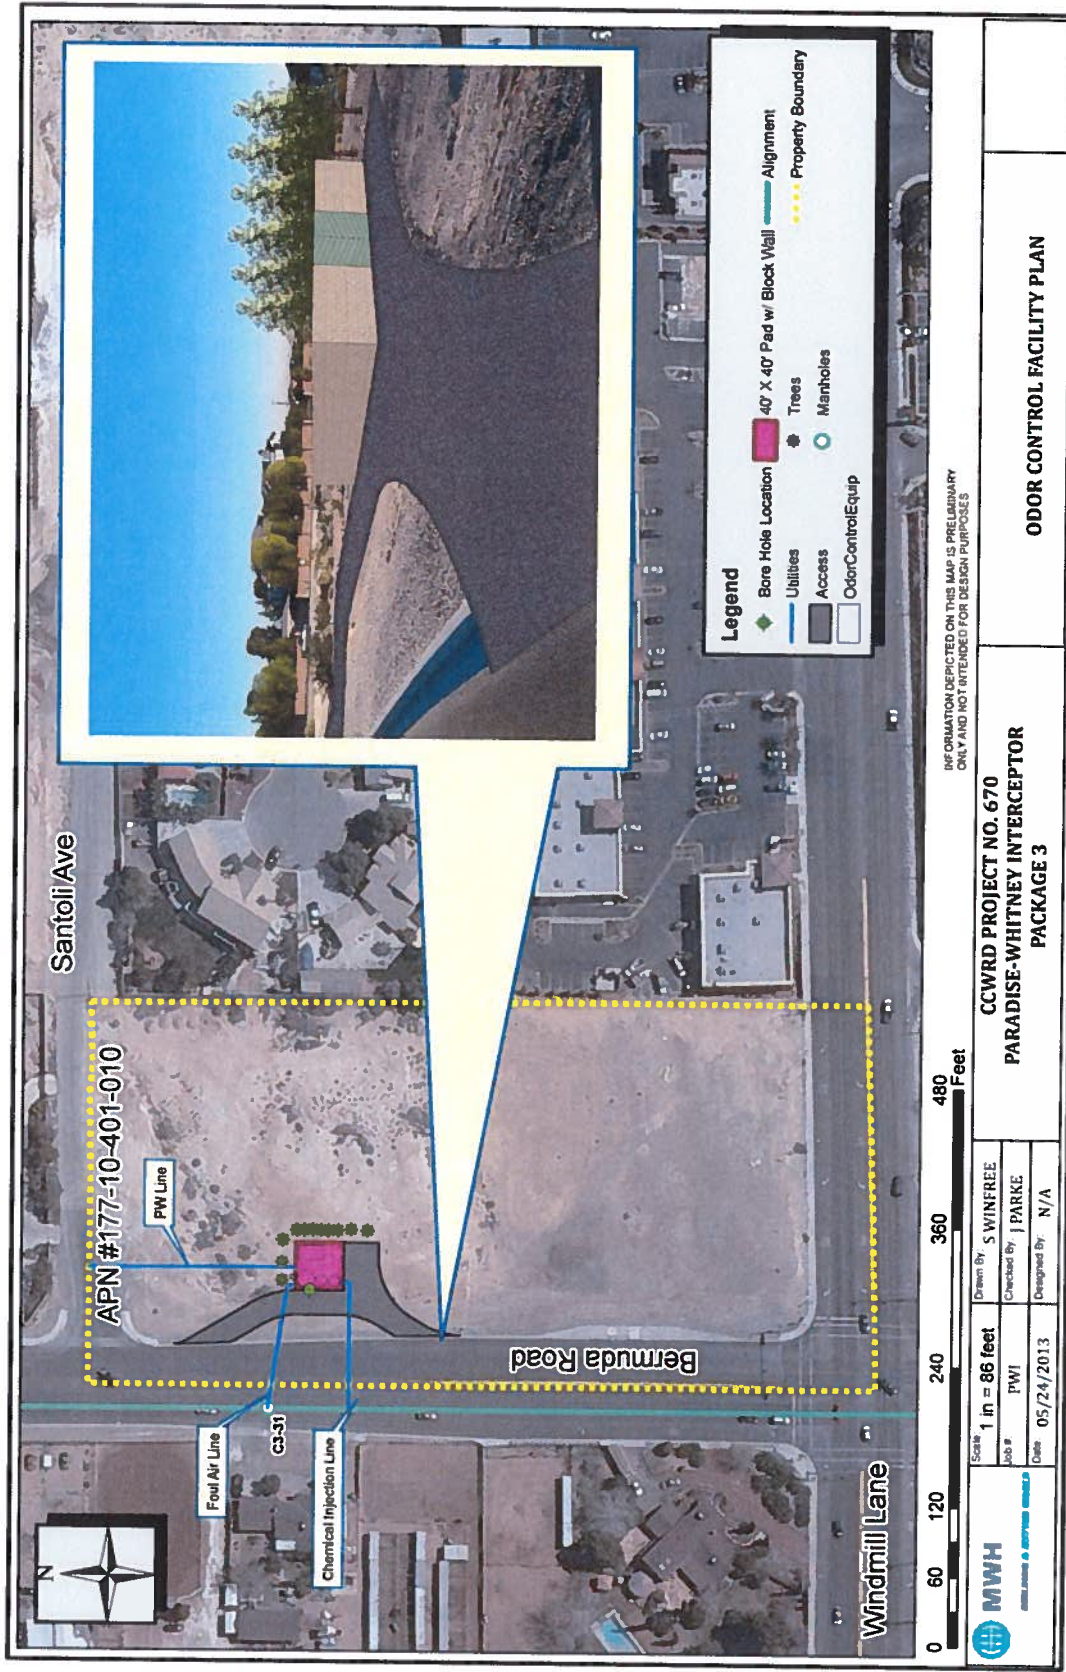 N
Santoli Ave
APN #177-10-401-010
PW Line
Foul Air Line
C3-31
Chemical Injection Line
Bermuda Road
Windmill Lane
Legend
Bore Hole Location
40' X 40' Pad w/ Block Wall
Alignment
Utilities
Trees
Property Boundary
Access
Manholes
OdorControlEquip
0 60 120 240 360 480
Feet
INFORMATION DEPICTED ON THIS MAP IS PRELIMINARY
ONLY AND NOT INTENDED FOR DESIGN PURPOSES
MWH
Scale 1 in = 86 feet
Job #: PWI
Date: 05/24/2013
Drawn By: S WINFREE
Checked By: J PARKE
Designed By: N/A
CCWRD PROJECT NO. 670
PARADISE-WHITNEY INTERCEPTOR
PACKAGE 3
ODOR CONTROL FACILITY PLAN